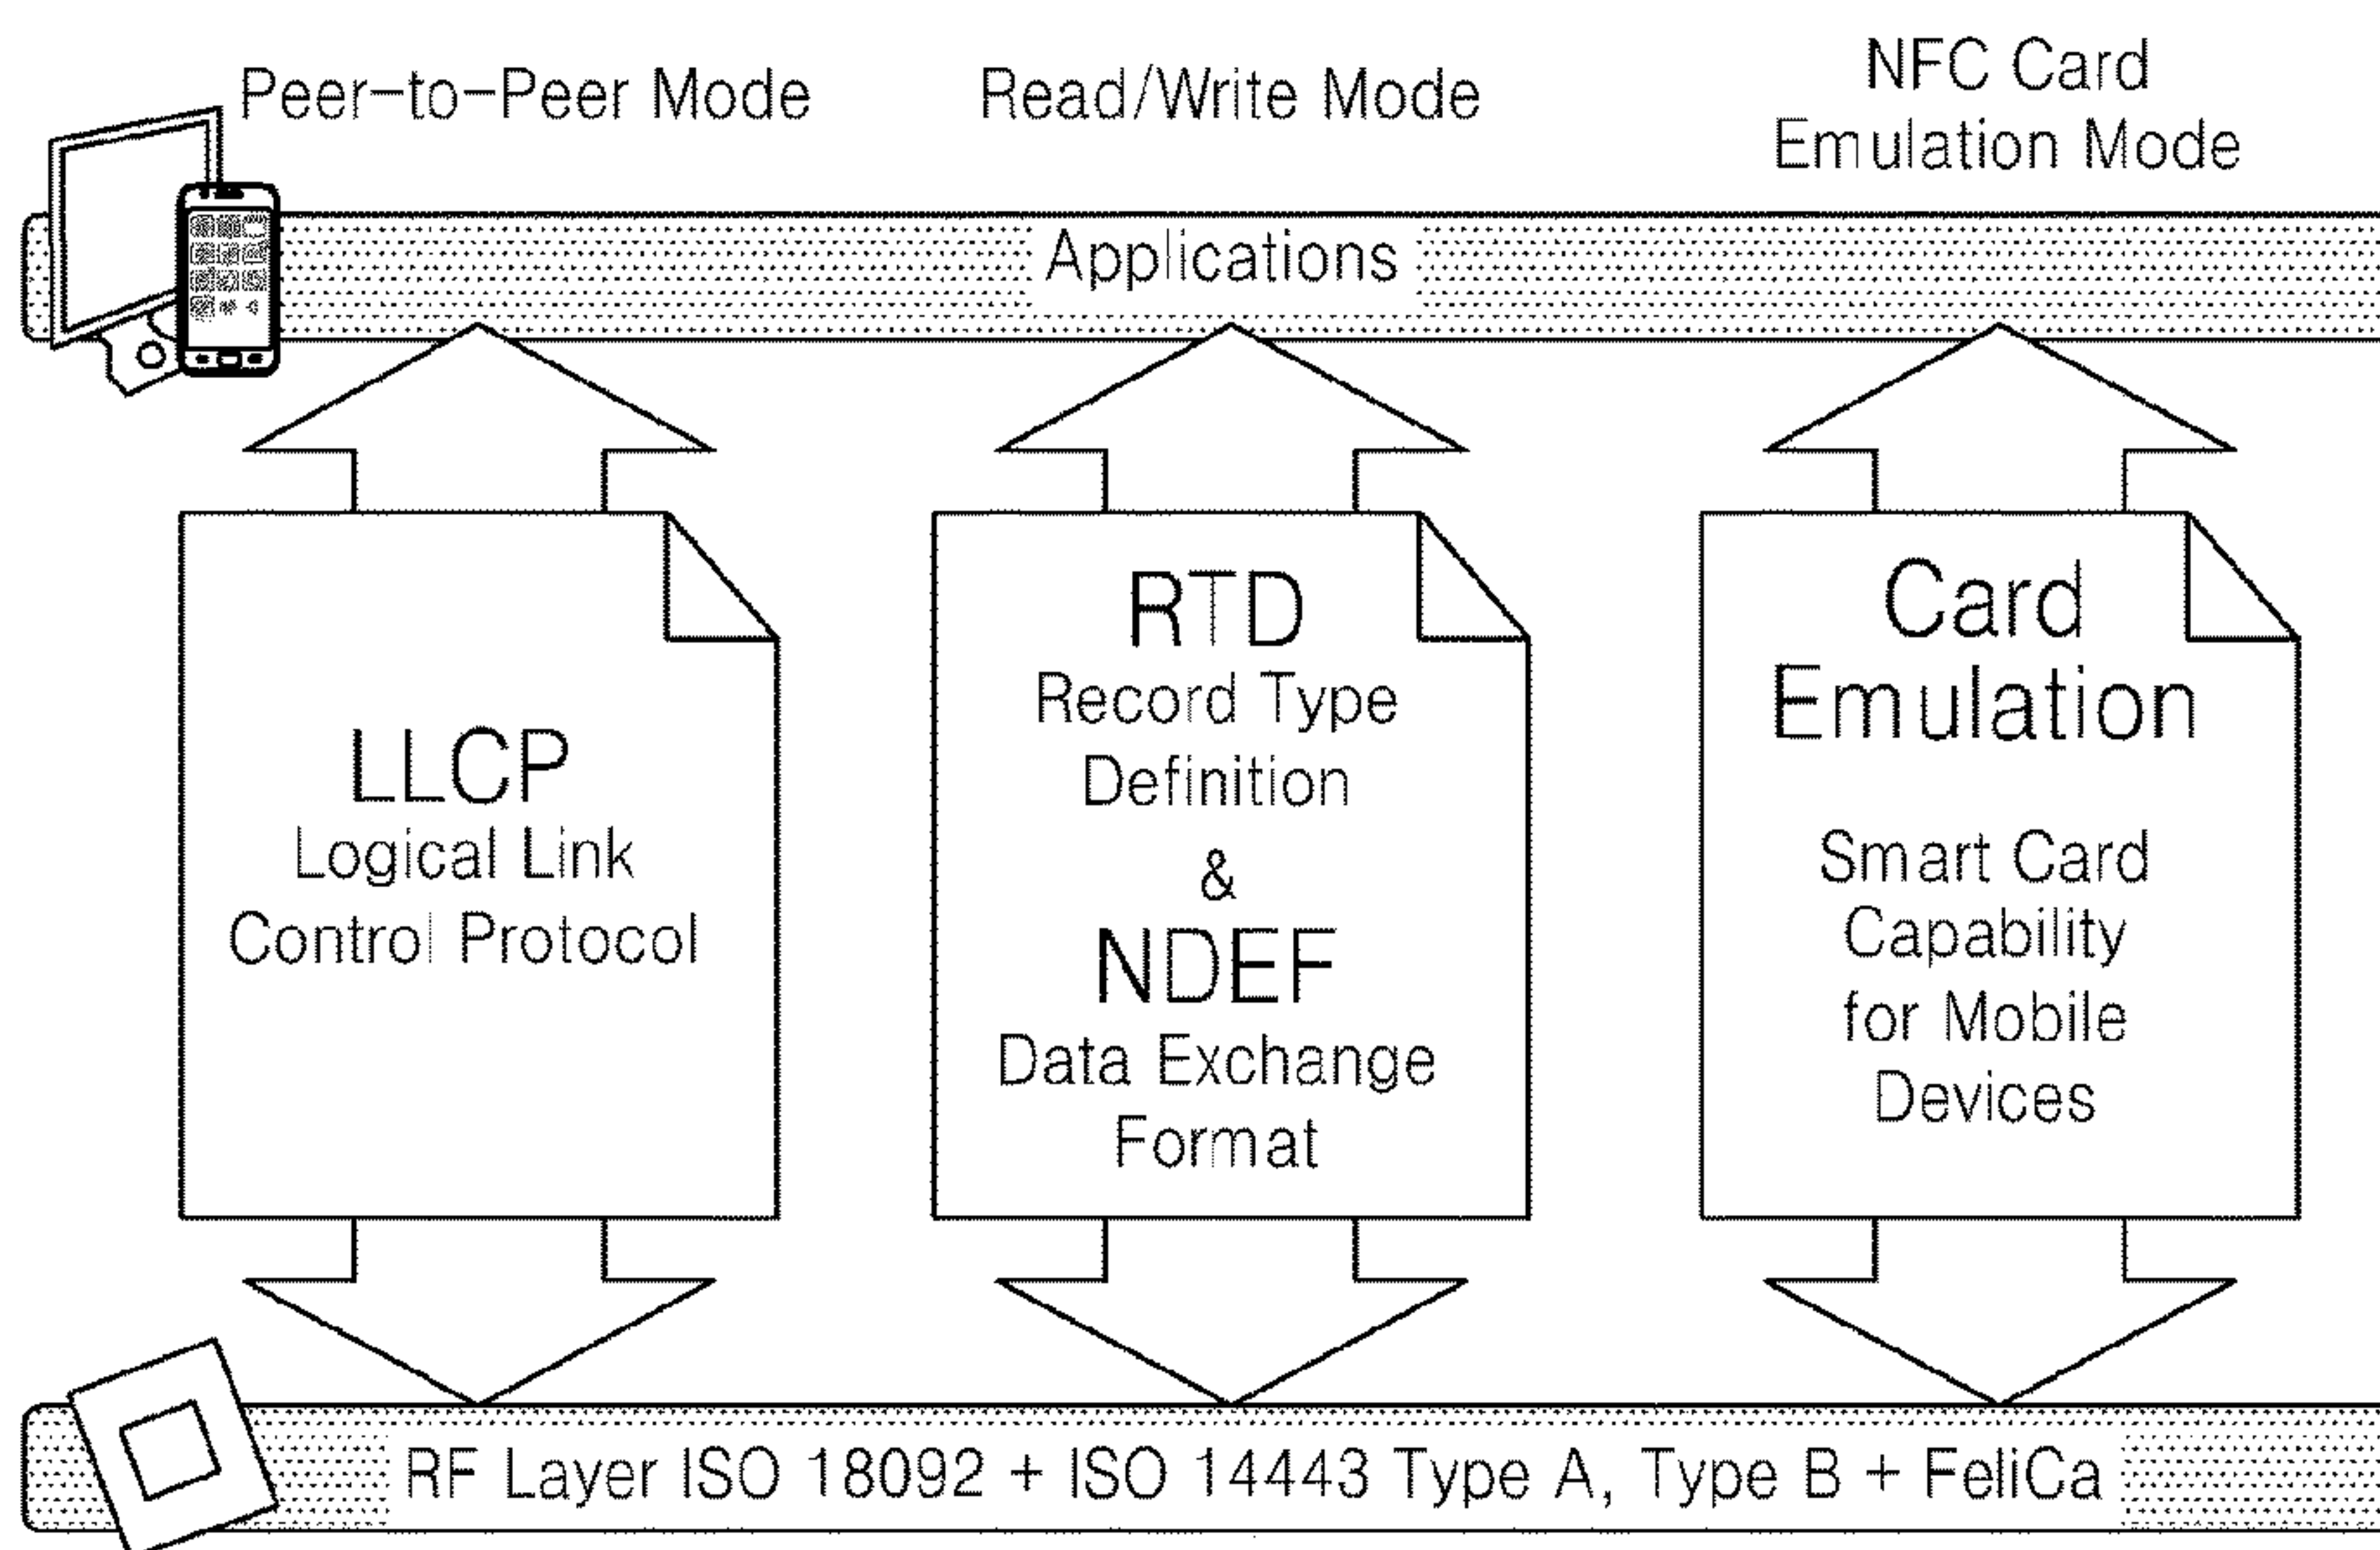 Peer-to-Peer Mode
Read/Write Mode
NFC Card
Emulation Mode
Applications
LLCP
Logical Link
Control Protocol
RTD
Record Type
Definition
&
NDEF
Data Exchange
Format
Card
Emulation
Smart Card
Capability
for Mobile
Devices
RF Layer ISO 18092 + ISO 14443 Type A, Type B + FeliCa